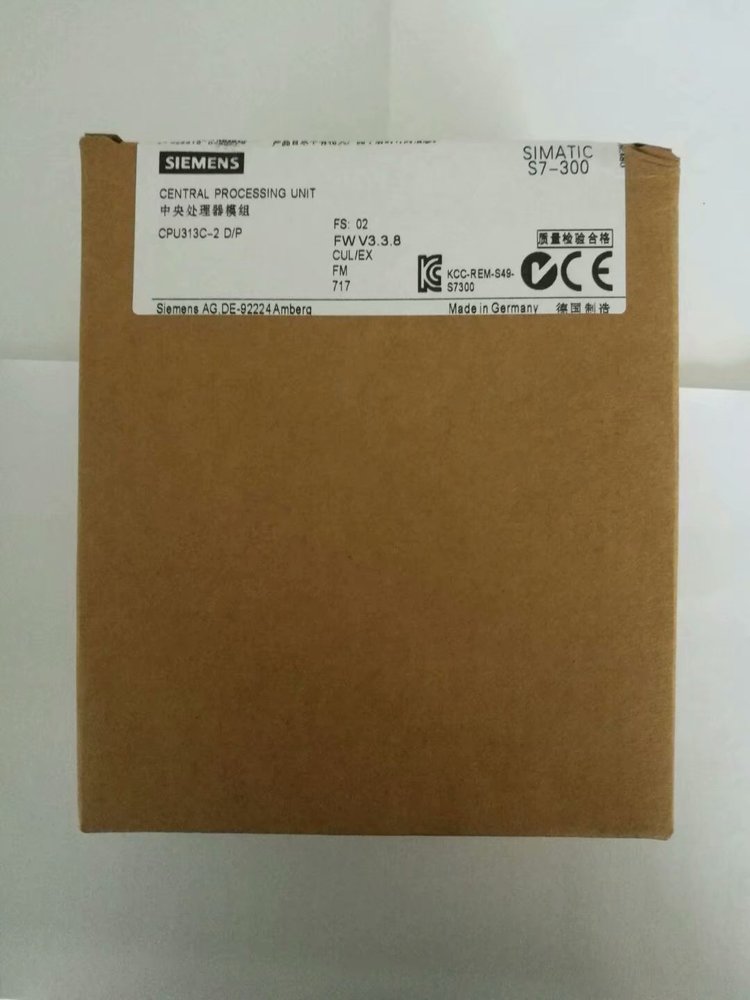 SIEMENS
SIMATIC
S7-300
CENTRAL PROCESSING UNIT
中央处理器模组
CPU313C-2 D/P
FS: 02
FW V3.3.8
CUL/EX
FM
717
KCC-REM-S49-
S7300
质量检验合格
CE
Siemens AG,DE-92224 Amberg
Made in Germany 德国制造